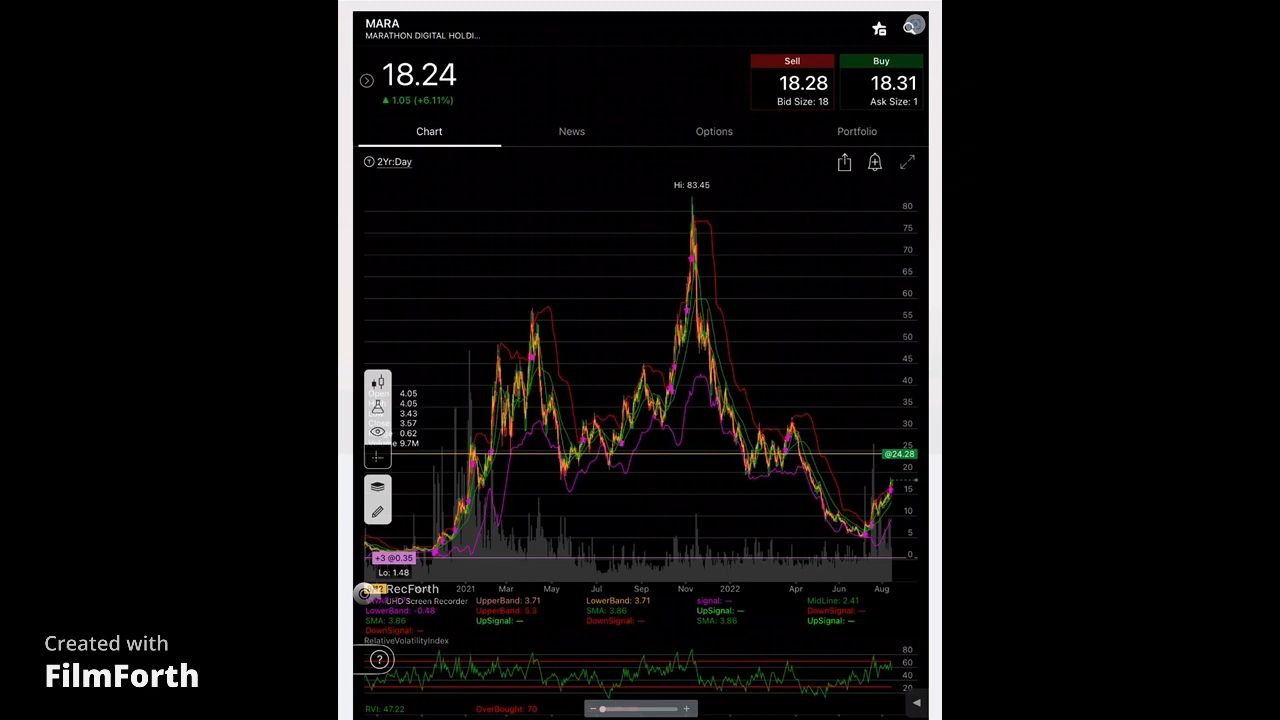 MARA
MARATHON DIGITAL HOLDI...
18.24
▲ 1.05 (+6.11%)
Sell
18.28
Bid Size: 18
Buy
18.31
Ask Size: 1
Chart News Options Portfolio
2Yr:Day
Hi: 83.45
80
75
70
65
60
55
50
45
40
35
30
25
@24.28
20
15
10
5
0
4.05
4.05
3.43
3.57
0.62
9.7M
+3 @0.35
Lo: 1.48
2021 Mar May Jul Sep Nov 2022 Apr Jun Aug
RecForth
UHD Screen Recorder
UpperBand: 3.71 LowerBand: 3.71 signal: — MidLine: 2.41
LowerBand: -0.48 UpperBand: 5.3 SMA: 3.86 UpSignal: — DownSignal: —
SMA: 3.86 UpSignal: — DownSignal: — SMA: 3.86 UpSignal: —
DownSignal: —
RelativeVolatilityIndex
80
60
40
20
?
RVI: 47.22 OverBought: 70
Created with
FilmForth